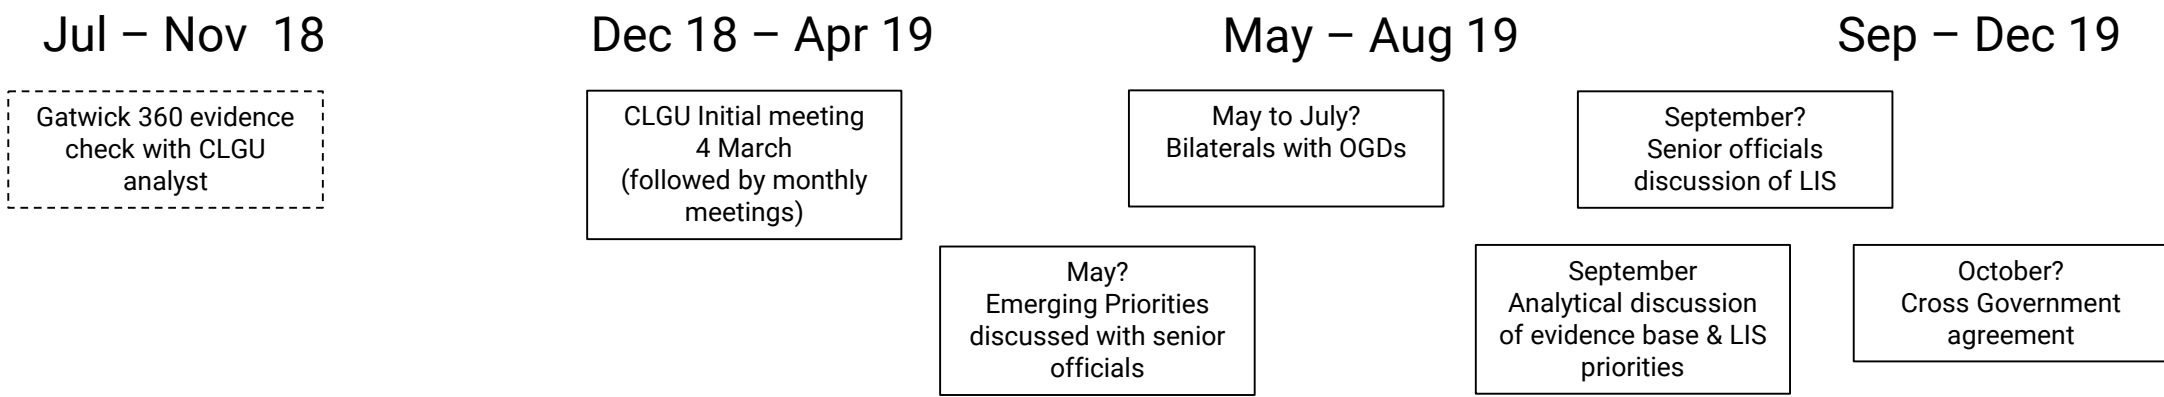 Jul – Nov  18
Dec 18 – Apr 19
May – Aug 19
Sep – Dec 19
Gatwick 360 evidence
check with CLGU
analyst
CLGU Initial meeting
4 March
(followed by monthly
meetings)
May to July?
Bilaterals with OGDs
September?
Senior officials
discussion of LIS
May?
Emerging Priorities
discussed with senior
officials
September
Analytical discussion
of evidence base & LIS
priorities
October?
Cross Government
agreement